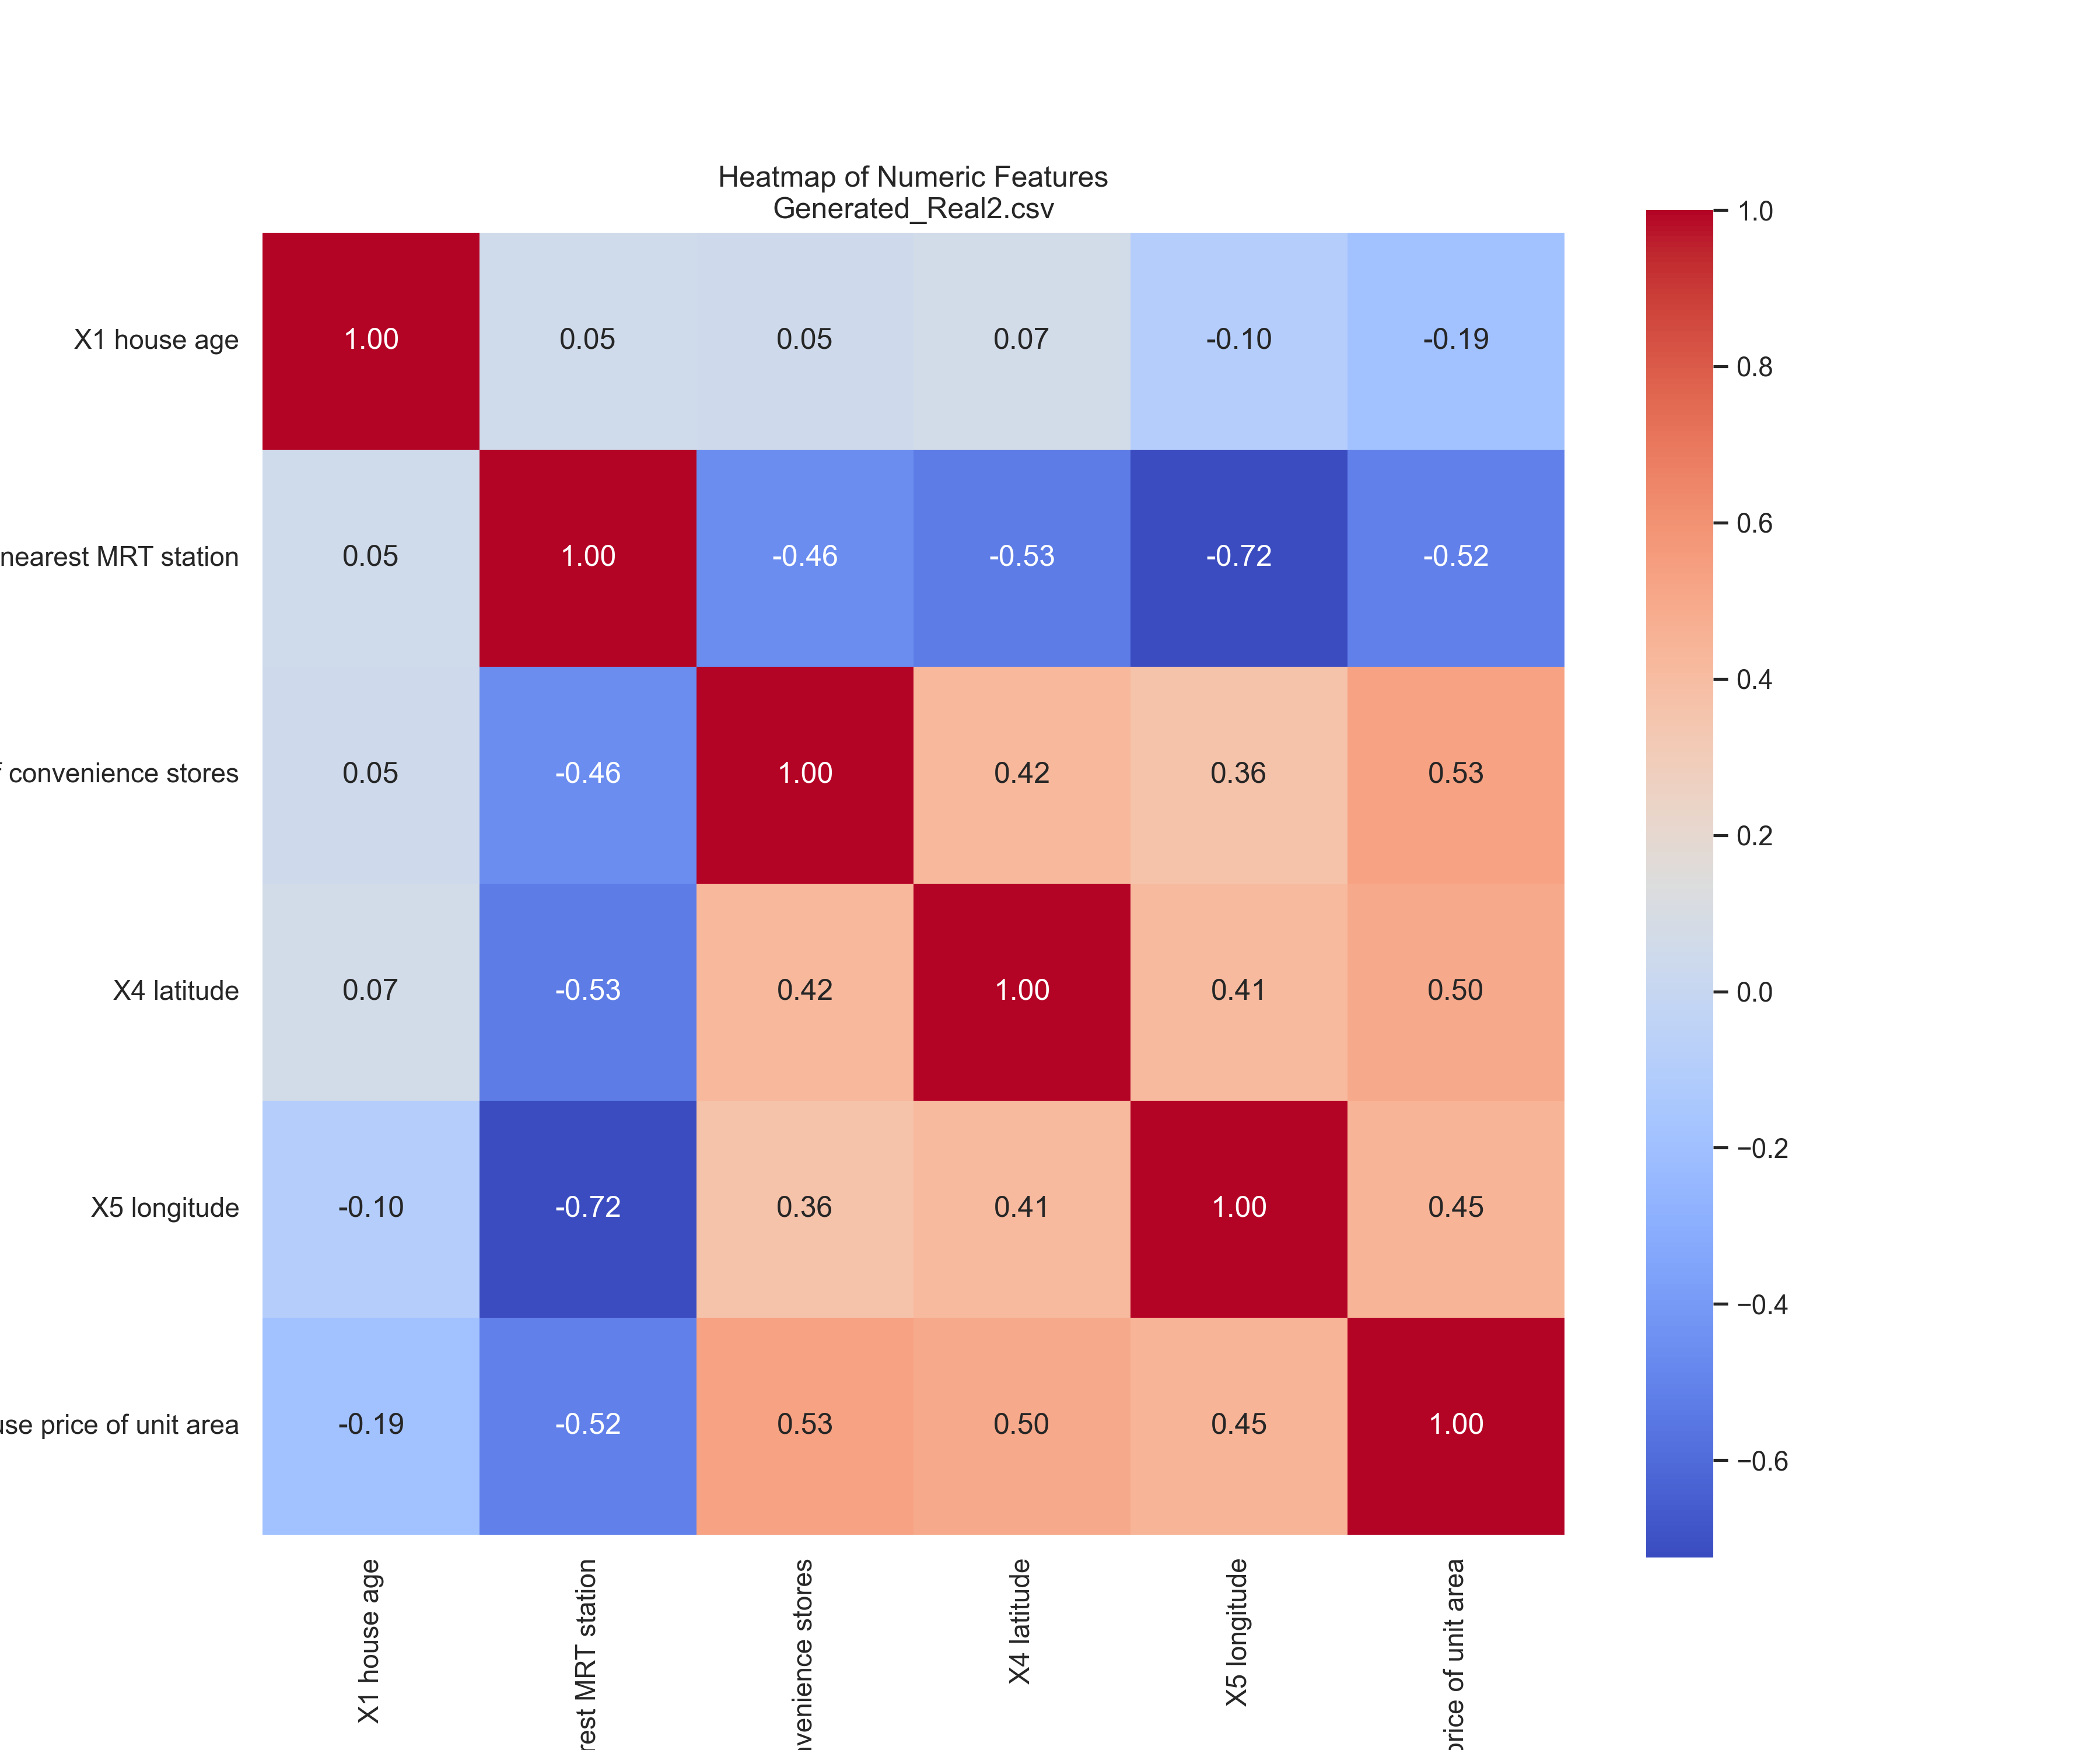 Heatmap of Numeric Features
Generated_Real2.csv
X1 house age 1.00 0.05 0.05 0.07 -0.10 -0.19
nearest MRT station 0.05 1.00 -0.46 -0.53 -0.72 -0.52
convenience stores 0.05 -0.46 1.00 0.42 0.36 0.53
X4 latitude 0.07 -0.53 0.42 1.00 0.41 0.50
X5 longitude -0.10 -0.72 0.36 0.41 1.00 0.45
price of unit area -0.19 -0.52 0.53 0.50 0.45 1.00
X1 house age
MRT station
stores
X4 latitude
X5 longitude
price of unit area
1.0
0.8
0.6
0.4
0.2
0.0
−0.2
−0.4
−0.6